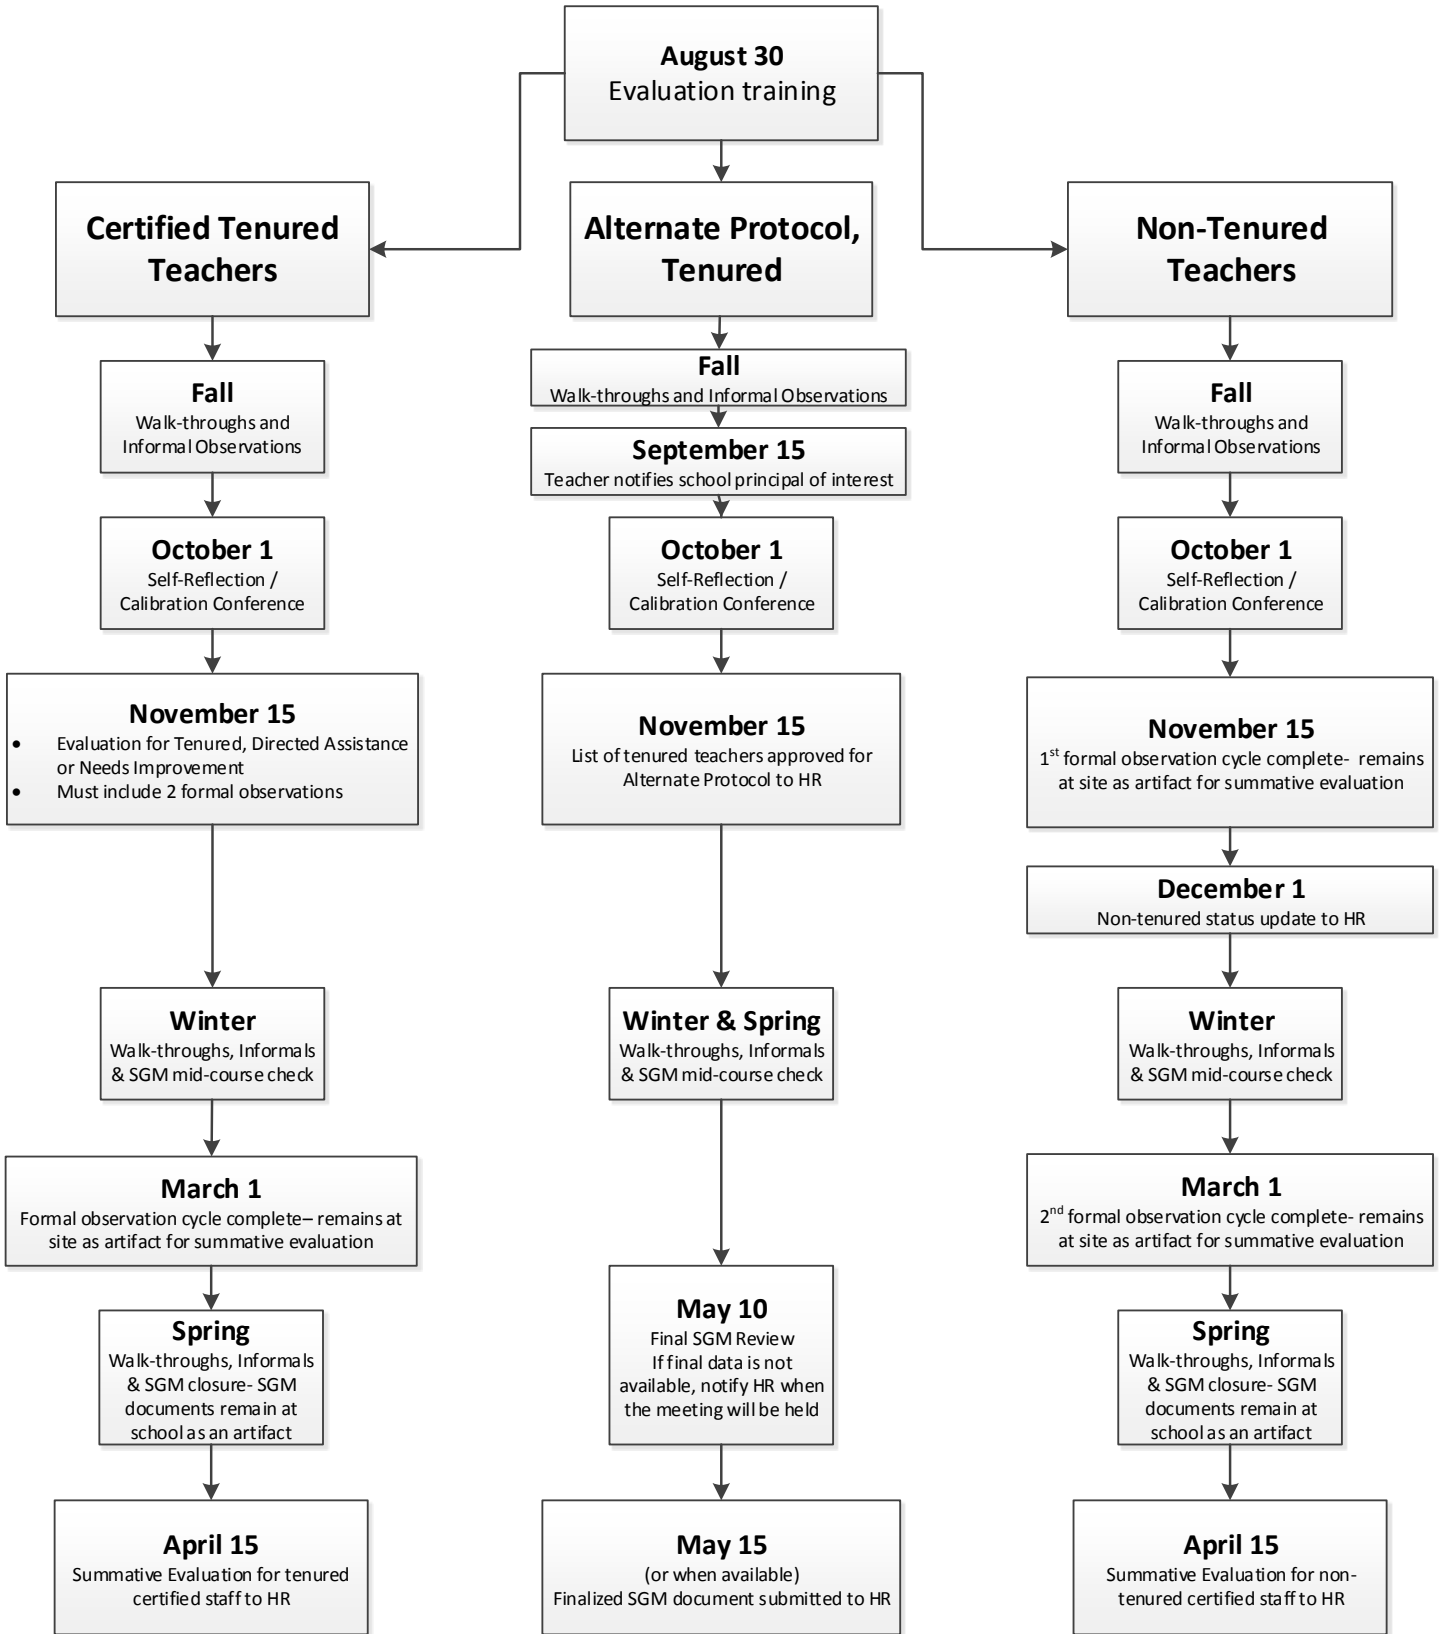 August 30
Evaluation training
Certified Tenured
Teachers
Fall
Walk-throughs and
Informal Observations
October 1
Self-Reflection /
Calibration Conference
November 15
• Evaluation for Tenured, Directed Assistance
or Needs Improvement
• Must include 2 formal observations
Winter
Walk-throughs, Informals
& SGM mid-course check
March 1
Formal observation cycle complete– remains at
site as artifact for summative evaluation
Spring
Walk-throughs, Informals
& SGM closure- SGM
documents remain at
school as an artifact
April 15
Summative Evaluation for tenured
certified staff to HR
Alternate Protocol,
Tenured
Fall
Walk-throughs and Informal Observations
September 15
Teacher notifies school principal of interest
October 1
Self-Reflection /
Calibration Conference
November 15
List of tenured teachers approved for
Alternate Protocol to HR
Winter & Spring
Walk-throughs, Informals
& SGM mid-course check
May 10
Final SGM Review
If final data is not
available, notify HR when
the meeting will be held
May 15
(or when available)
Finalized SGM document submitted to HR
Non-Tenured
Teachers
Fall
Walk-throughs and
Informal Observations
October 1
Self-Reflection /
Calibration Conference
November 15
1st formal observation cycle complete- remains
at site as artifact for summative evaluation
December 1
Non-tenured status update to HR
Winter
Walk-throughs, Informals
& SGM mid-course check
March 1
2nd formal observation cycle complete- remains
at site as artifact for summative evaluation
Spring
Walk-throughs, Informals
& SGM closure- SGM
documents remain at
school as an artifact
April 15
Summative Evaluation for non-
tenured certified staff to HR